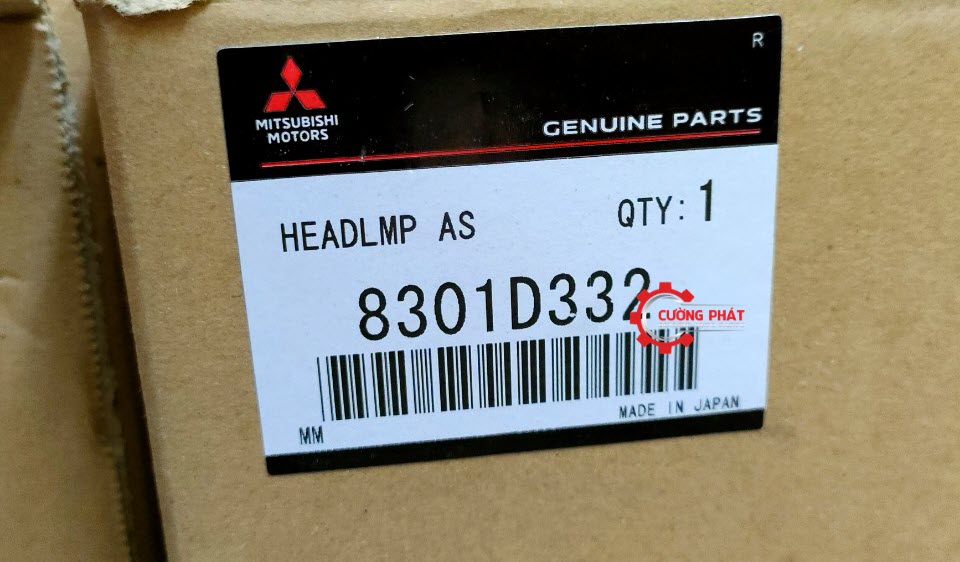 R
MITSUBISHI
MOTORS
GENUINE PARTS
HEADLMP AS
QTY: 1
8301D332
CƯỜNG PHÁT
MADE IN JAPAN
MM